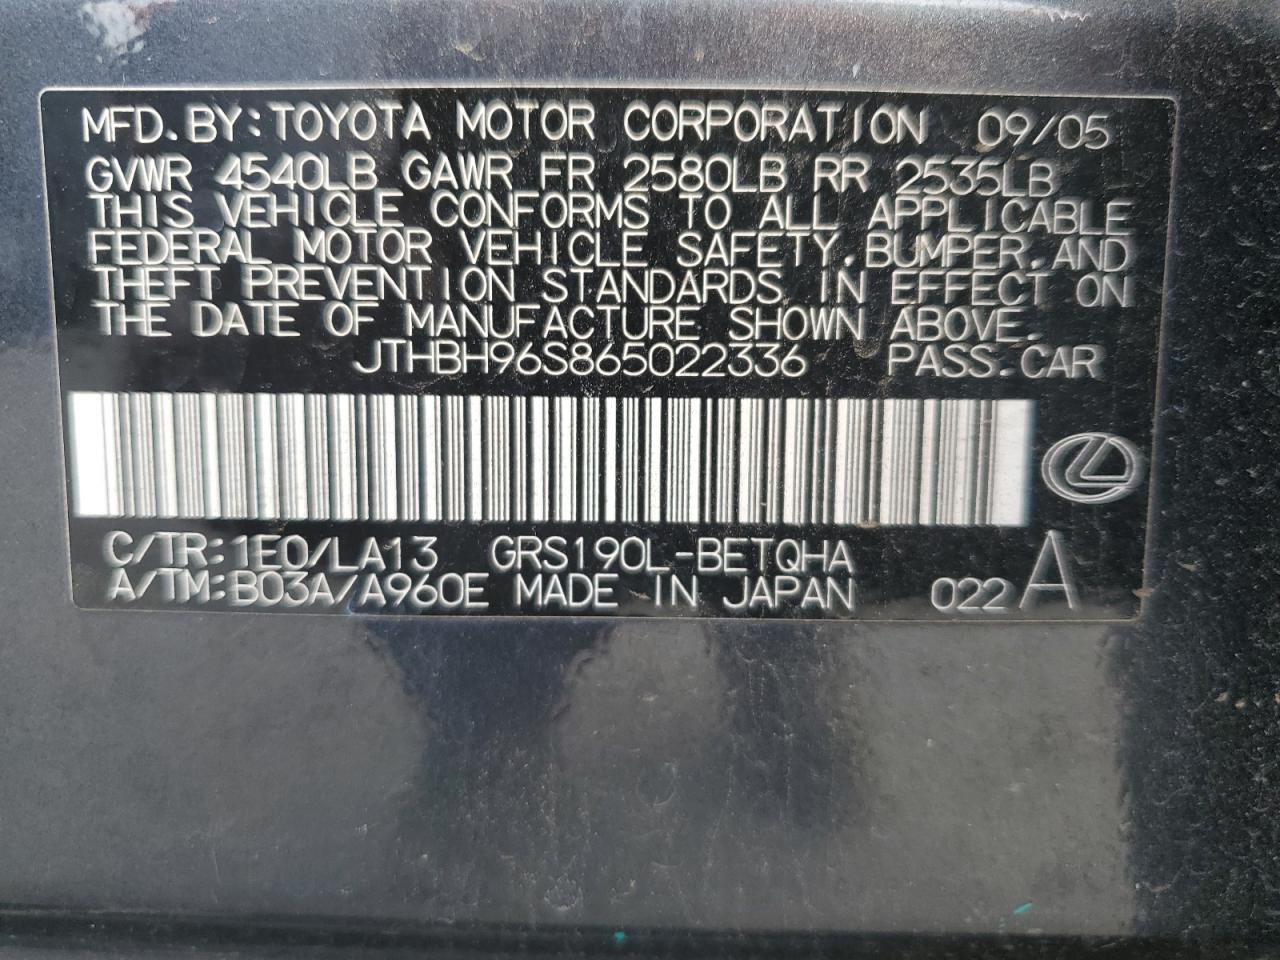 MFD.BY:TOYOTA MOTOR CORPORATION 09/05
GVWR 4540LB GAWR FR 2580LB RR 2535LB
THIS VEHICLE CONFORMS TO ALL APPLICABLE
FEDERAL MOTOR VEHICLE SAFETY,BUMPER,AND
THEFT PREVENTION STANDARDS IN EFFECT ON
THE DATE OF MANUFACTURE SHOWN ABOVE.
JTHBH96S865022336 PASS.CAR
C/TR:1E0/LA13 GRS190L-BETQHA
A/TM:B03A/A960E MADE IN JAPAN 022 A